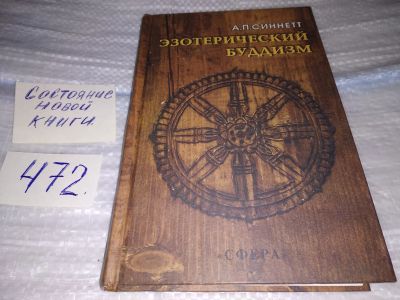 А.П.СИННЕТТ
ЭЗОТЕРИЧЕСКИЙ
БУДДИЗМ
«СФЕРА»
Состояние
новой
книги.
472.